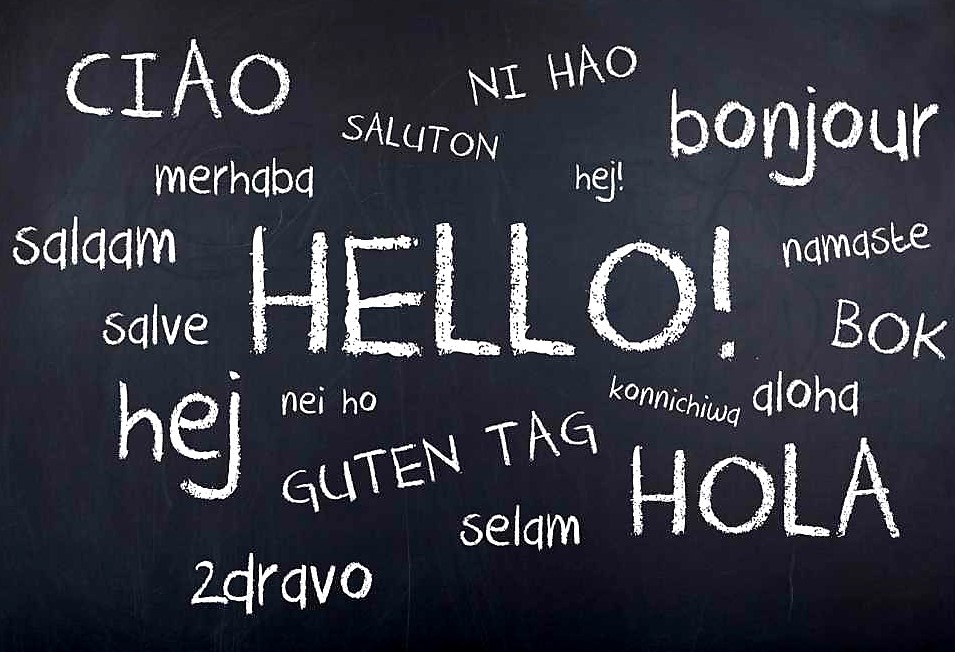 CIAO
NI HAO
bonjour
SALUTON
merhaba
hej!
salaam
HELLO!
namaste
salve
BOK
hej
nei ho
konnichiwa
aloha
GUTEN TAG
HOLA
selam
2dravo